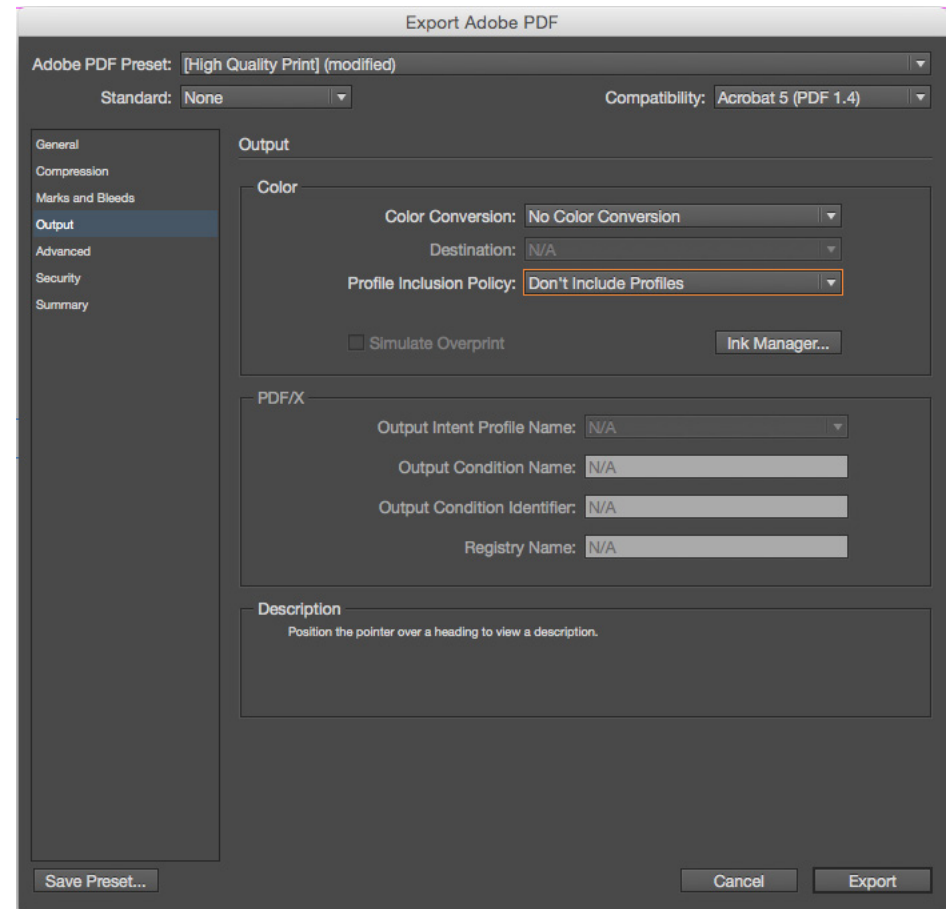 Export Adobe PDF
Adobe PDF Preset: [High Quality Print] (modified)
Standard: None Compatibility: Acrobat 5 (PDF 1.4)
General
Compression
Marks and Bleeds
Output
Advanced
Security
Summary
Output
Color
Color Conversion: No Color Conversion
Destination: N/A
Profile Inclusion Policy: Don't Include Profiles
Simulate Overprint Ink Manager...
PDF/X
Output Intent Profile Name: N/A
Output Condition Name: N/A
Output Condition Identifier: N/A
Registry Name: N/A
Description
Position the pointer over a heading to view a description.
Save Preset... Cancel Export